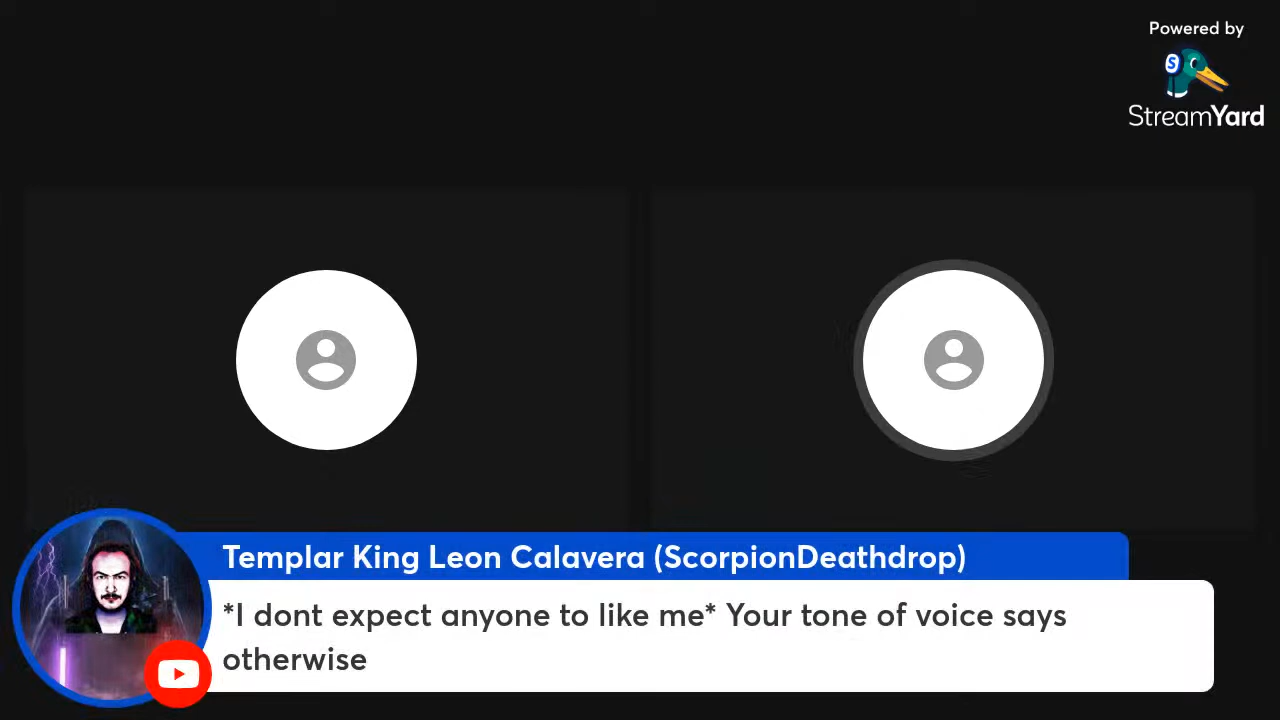 Powered by
S
StreamYard
Templar King Leon Calavera (ScorpionDeathdrop)
*I dont expect anyone to like me* Your tone of voice says
otherwise